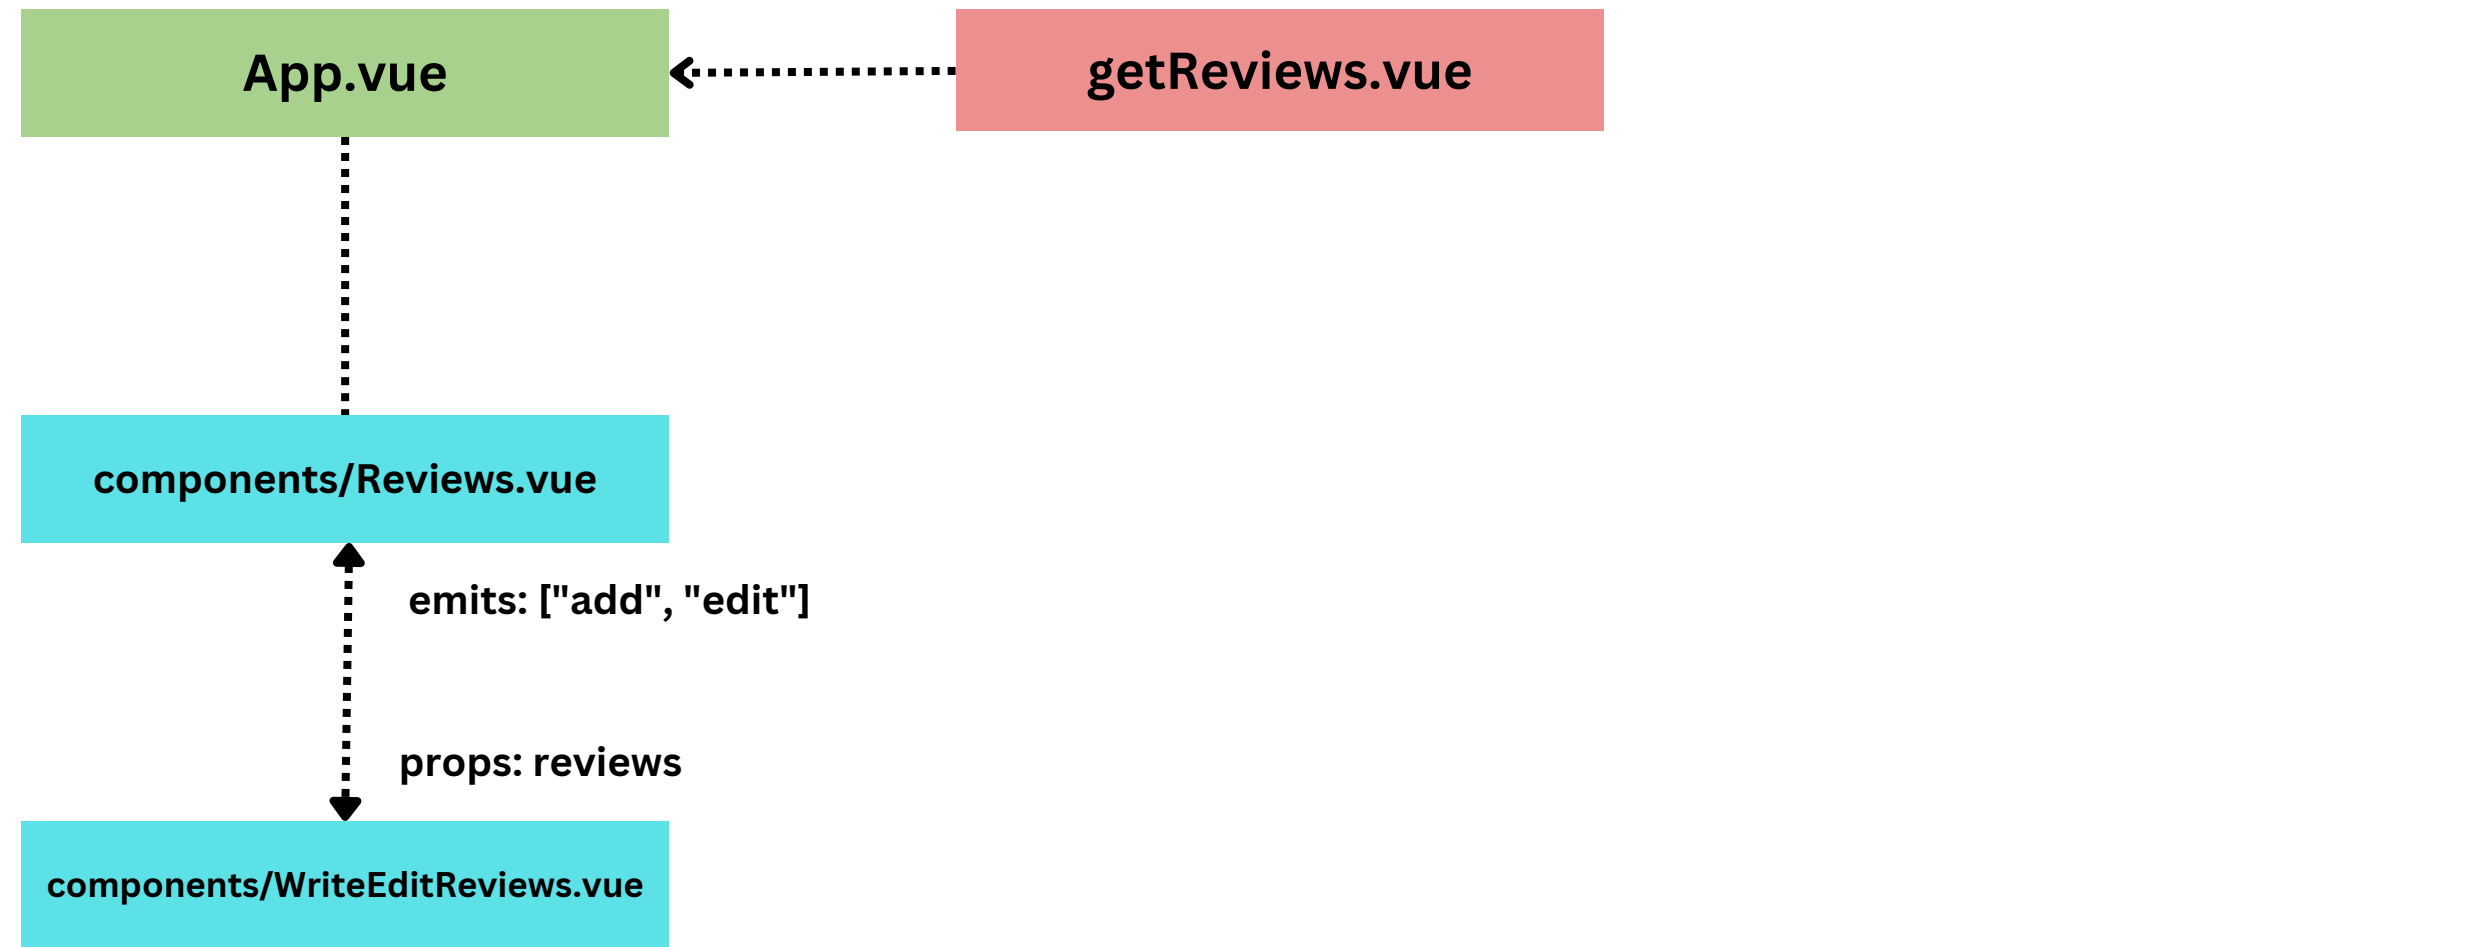 App.vue
getReviews.vue
components/Reviews.vue
emits: ["add", "edit"]
props: reviews
components/WriteEditReviews.vue